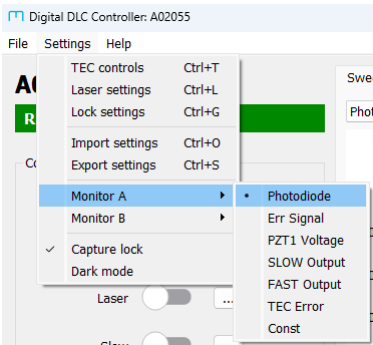 Digital DLC Controller: A02055
File Settings Help
TEC controls Ctrl+T
Laser settings Ctrl+L
Lock settings Ctrl+G
Import settings Ctrl+O
Export settings Ctrl+S
Monitor A
Monitor B
✓ Capture lock
Dark mode
• Photodiode
Err Signal
PZT1 Voltage
SLOW Output
FAST Output
TEC Error
Const
Laser
...